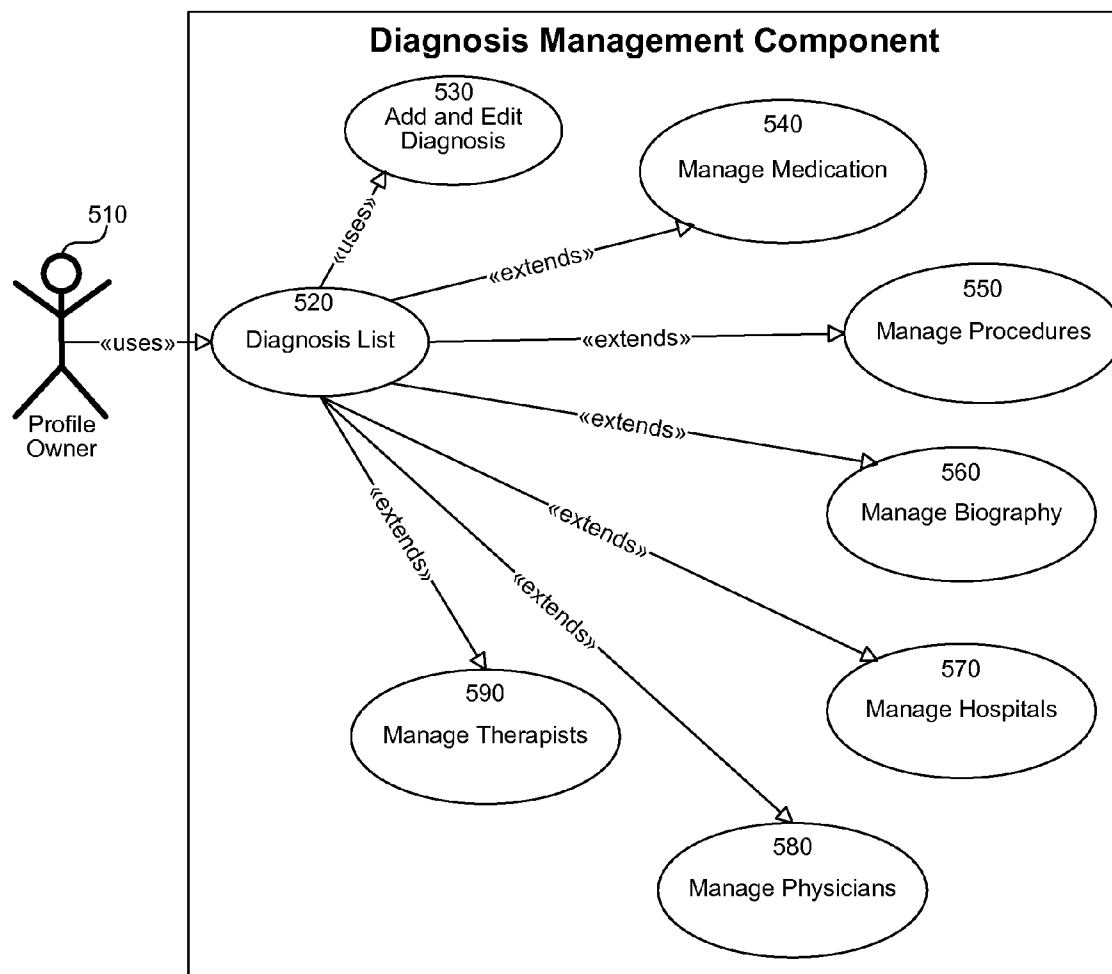 Diagnosis Management Component
530
Add and Edit
Diagnosis
540
Manage Medication
510
«uses»
«extends»
520
Diagnosis List
550
Manage Procedures
«uses»
«extends»
Profile
Owner
«extends»
560
Manage Biography
«extends»
«extends»
«extends»
570
Manage Hospitals
590
Manage Therapists
580
Manage Physicians